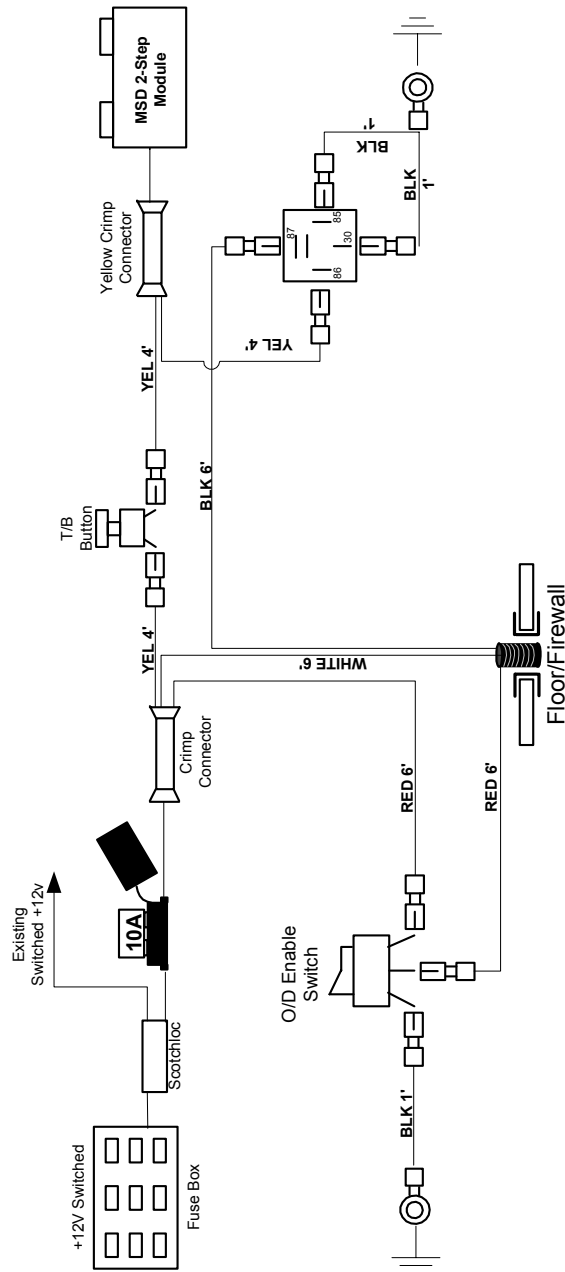 +12V Switched
Fuse Box
Scotchloc
Existing
Switched +12v
10A
Crimp
Connector
YEL 4'
T/B
Button
YEL 4'
Yellow Crimp
Connector
MSD 2-Step
Module
YEL 4'
BLK 6'
WHITE 6'
87
86
30
85
BLK
1'
BLK
1'
BLK 1'
O/D Enable
Switch
RED 6'
RED 6'
Floor/Firewall